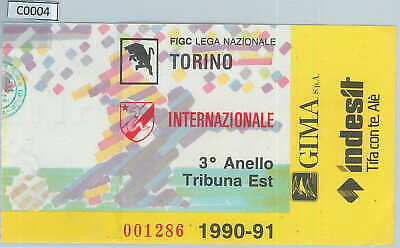 C0004
FIGC LEGA NAZIONALE
TORINO
INTERNAZIONALE
3° Anello
Tribuna Est
001286 1990-91
GIMA S.p.A.
indesit
Tifa con te. Alè